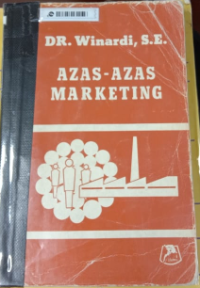 DR. Winardi, S.E.
AZAS-AZAS
MARKETING